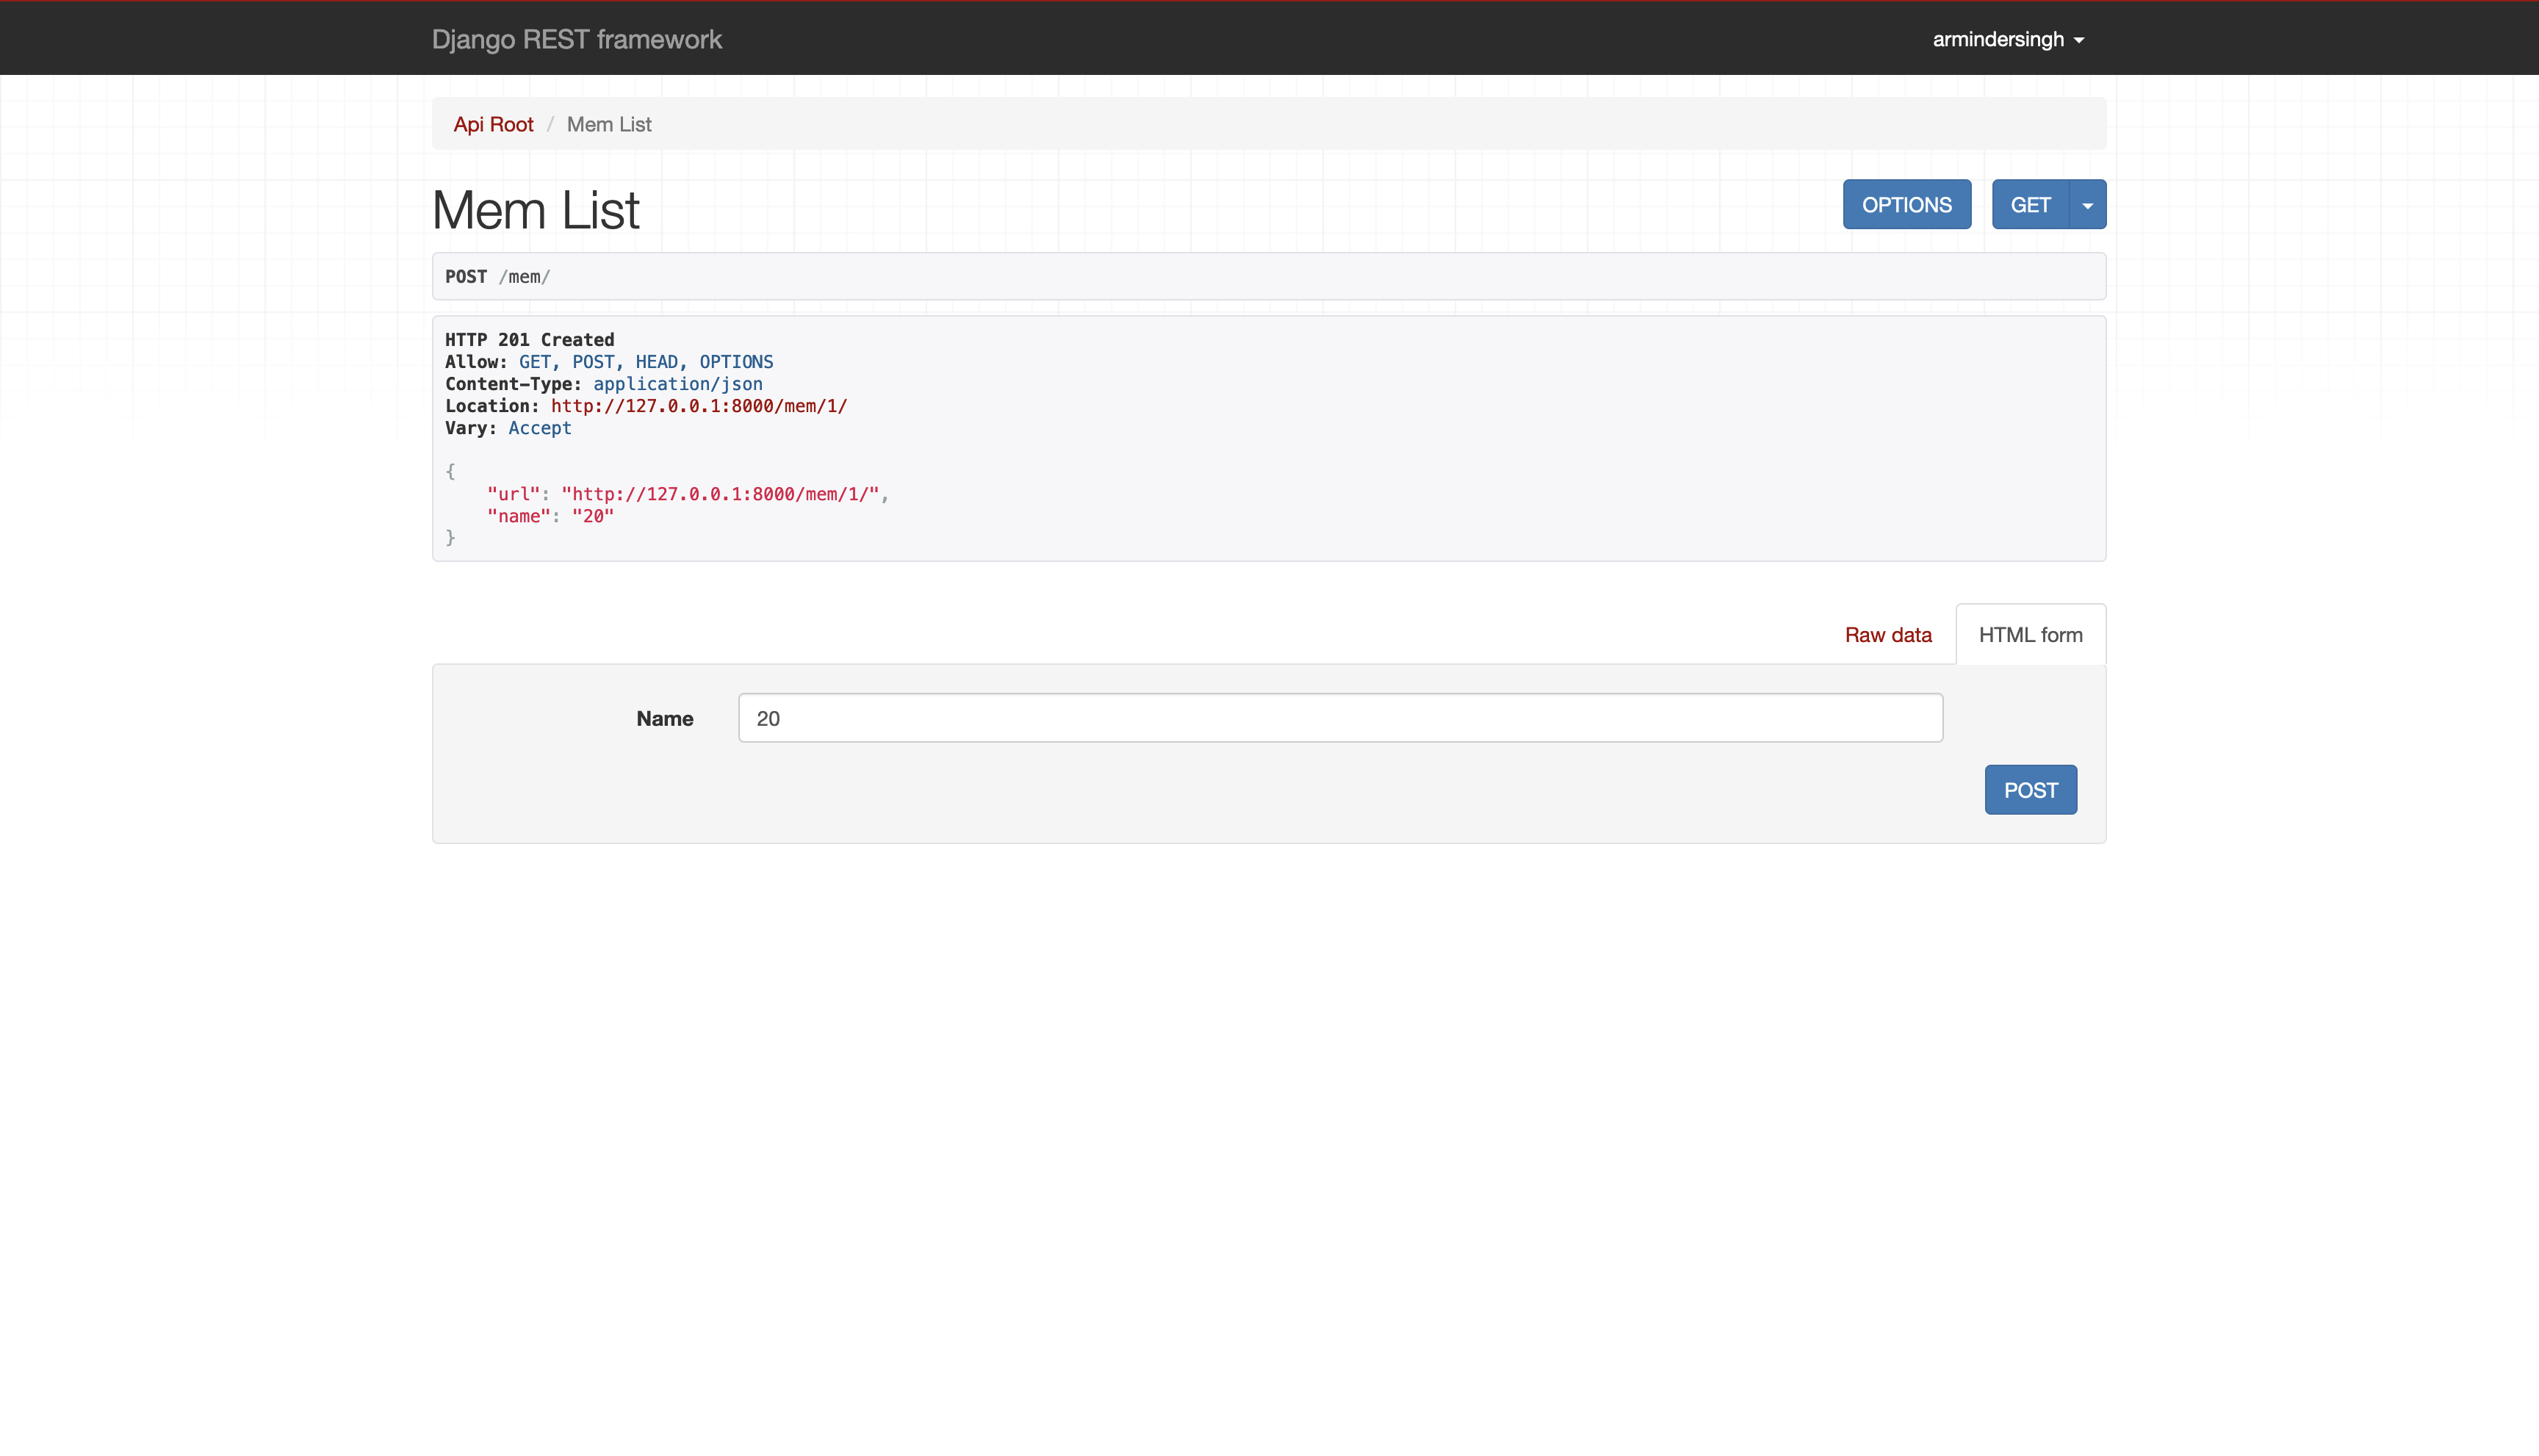 Django REST framework
armindersingh
Api Root / Mem List
Mem List
OPTIONS
GET
POST /mem/
HTTP 201 Created
Allow: GET, POST, HEAD, OPTIONS
Content-Type: application/json
Location: http://127.0.0.1:8000/mem/1/
Vary: Accept
{
"url": "http://127.0.0.1:8000/mem/1/",
"name": "20"
}
Raw data
HTML form
Name
20
POST